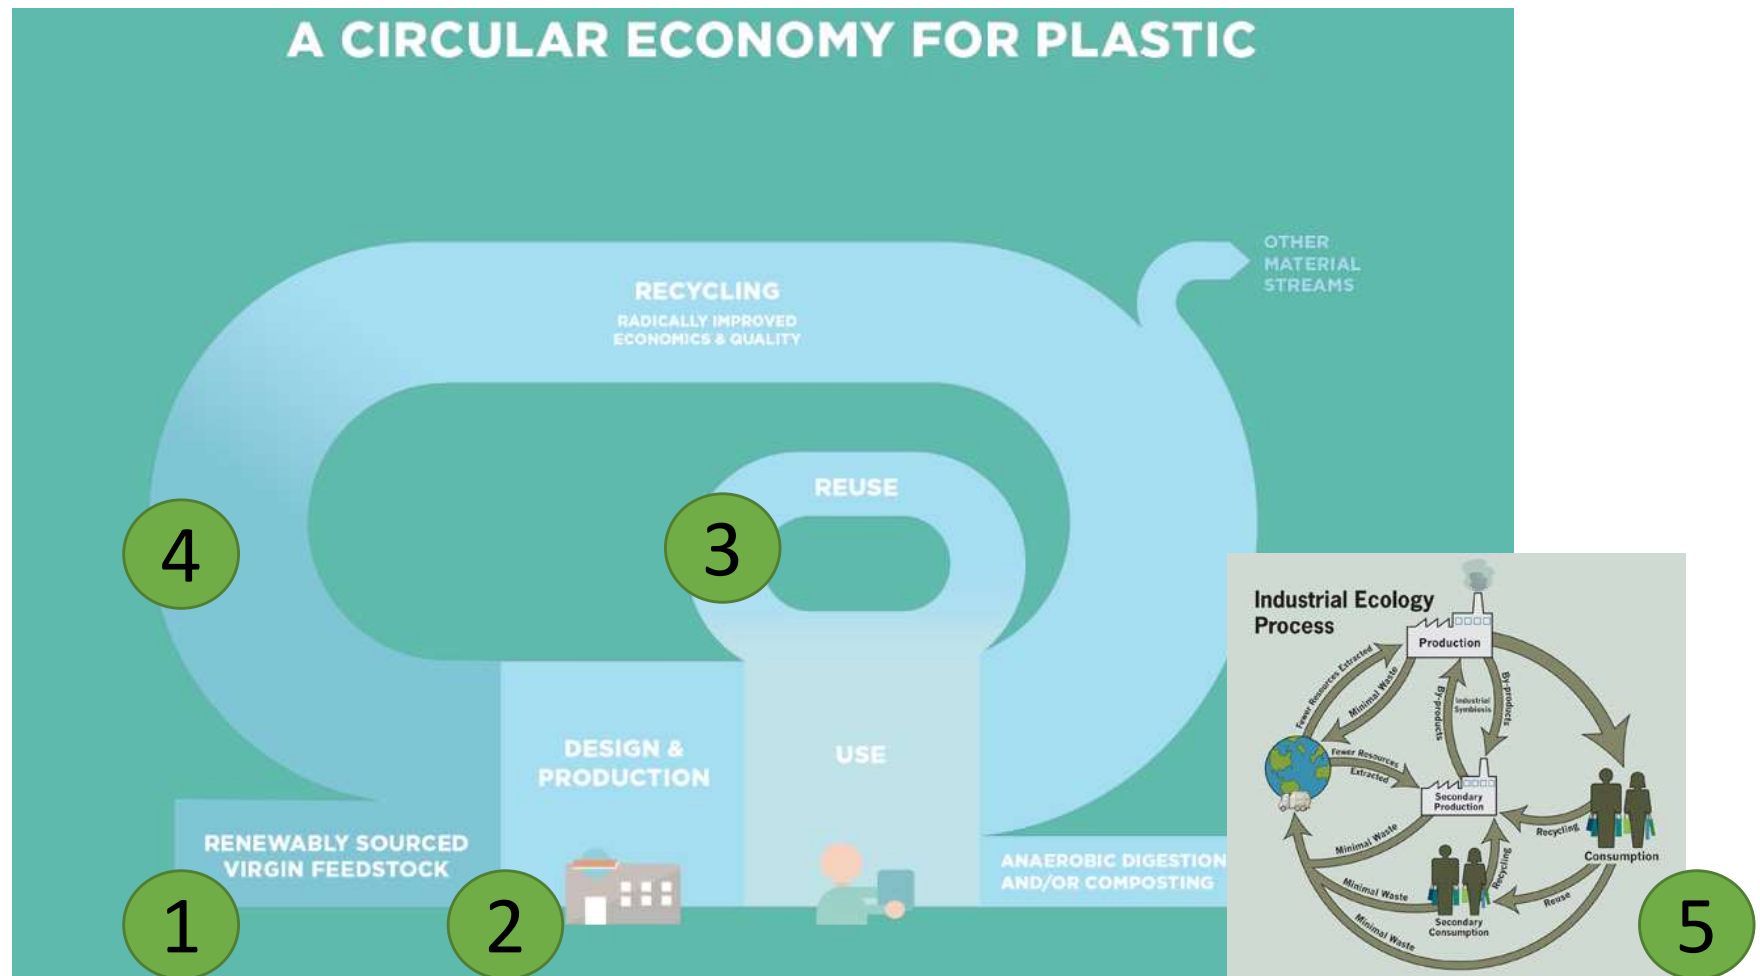 A CIRCULAR ECONOMY FOR PLASTIC
OTHER
MATERIAL
STREAMS
RECYCLING
RADICALLY IMPROVED
ECONOMICS & QUALITY
REUSE
4
3
DESIGN &
PRODUCTION
USE
RENEWABLY SOURCED
VIRGIN FEEDSTOCK
ANAEROBIC DIGESTION
AND/OR COMPOSTING
1
2
Industrial Ecology
Process
Production
Fewer Resources Extracted
Minimal Waste
By-products
Industrial
Symbiosis
By-products
Fewer Resources
Extracted
Secondary
Production
Minimal Waste
Recycling
Consumption
Recycling
Minimal Waste
Reuse
Secondary
Consumption
Minimal Waste
5